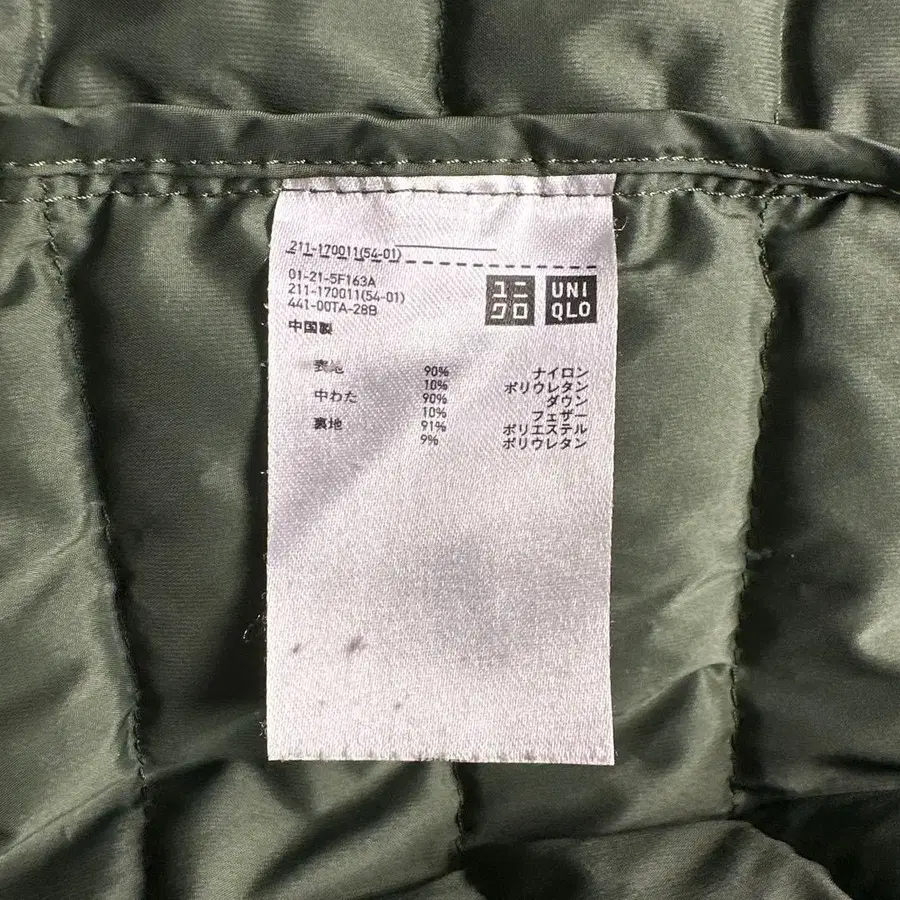 211-170011(54-01)
01-21-5F163A
211-170011(54-01)
441-00TA-28B
中国製
ユニ
クロ
UNI
QLO
表地 90% ナイロン
10% ポリウレタン
中わた 90% ダウン
10% フェザー
裏地 91% ポリエステル
9% ポリウレタン